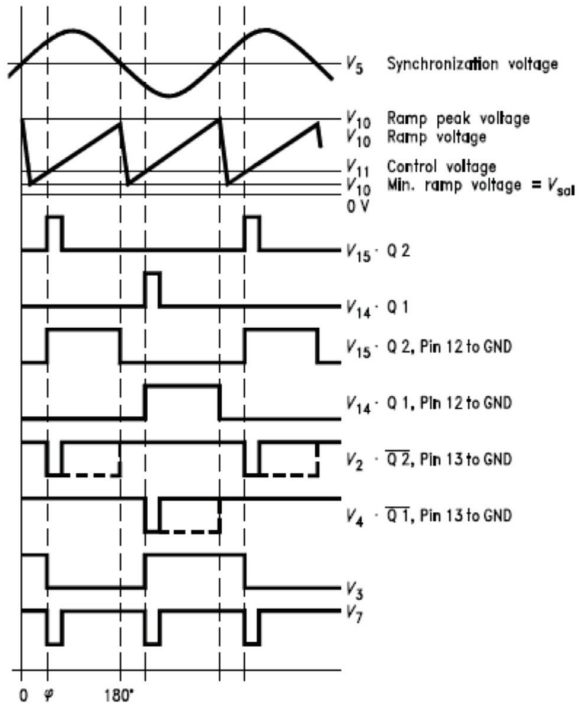 V5 Synchronization voltage
V10 Ramp peak voltage
V10 Ramp voltage
V11 Control voltage
V10 Min. ramp voltage = Vsat
0 V
V15 · Q 2
V14 · Q 1
V15 · Q 2, Pin 12 to GND
V14 · Q 1, Pin 12 to GND
V2 · Q̅ ̅2̅, Pin 13 to GND
V4 · Q̅ ̅1̅, Pin 13 to GND
V3
V7
0 φ 180°